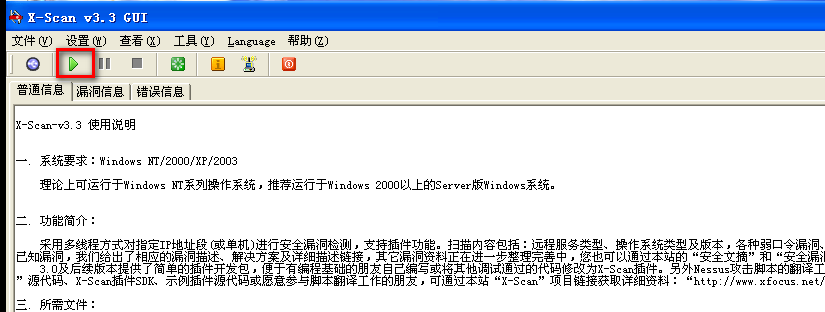 X-Scan v3.3 GUI
文件(V) 设置(W) 查看(X) 工具(Y) Language 帮助(Z)
普通信息 漏洞信息 错误信息
X-Scan-v3.3 使用说明
一. 系统要求：Windows NT/2000/XP/2003
理论上可运行于Windows NT系列操作系统，推荐运行于Windows 2000以上的Server版Windows系统。
二. 功能简介：
采用多线程方式对指定IP地址段(或单机)进行安全漏洞检测，支持插件功能。扫描内容包括：远程服务类型、操作系统类型及版本，各种弱口令漏洞、
已知漏洞，我们给出了相应的漏洞描述、解决方案及详细描述链接，其它漏洞资料正在进一步整理完善中，您也可以通过本站的“安全文摘”和“安全漏
3.0及后续版本提供了简单的插件开发包，便于有编程基础的朋友自己编写或将其他调试通过的代码修改为X-Scan插件。另外Nessus攻击脚本的翻译工
”源代码、X-Scan插件SDK、示例插件源代码或愿意参与脚本翻译工作的朋友，可通过本站“X-Scan”项目链接获取详细资料：“http://www.xfocus.net/
三. 所需文件：